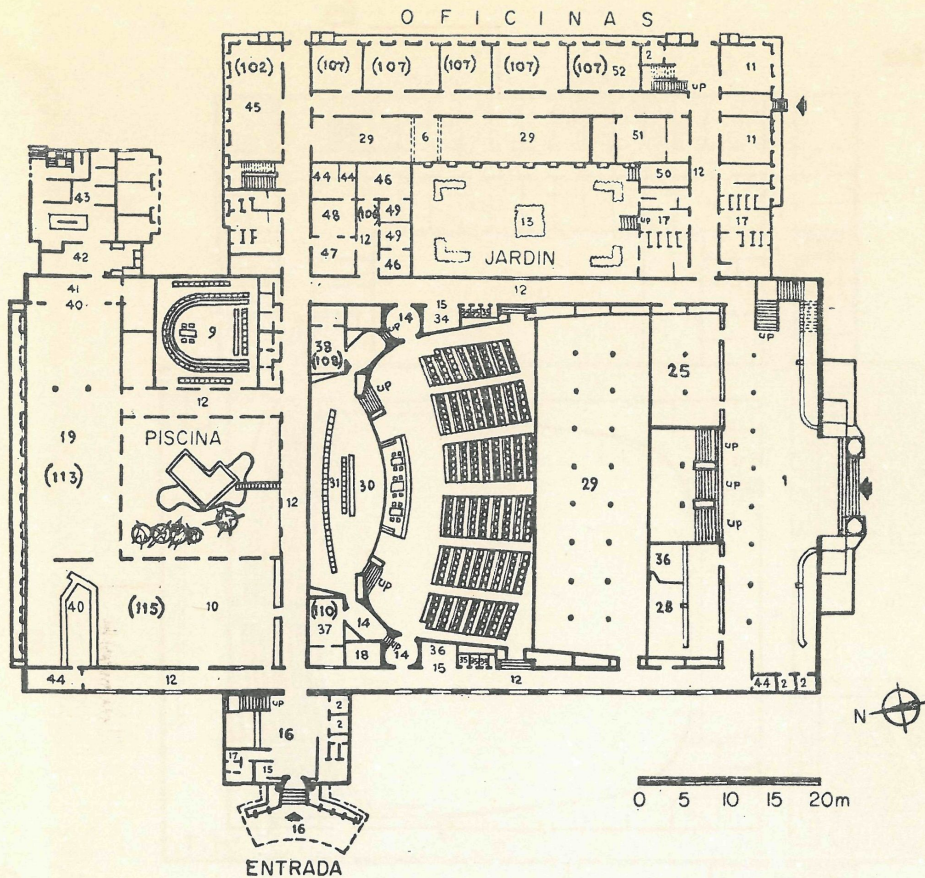 OFICINAS
(102) (107) (107) (107) (107) (107) 52 2 11
UP
45
29 6 29 51 11
44 44 46 50 12
43
48 49 13 17 17
UP
12 49
47 46 JARDIN
42
12
41
40
15
14 34
UP
UP
9 38
(108)
25
UP
12
PISCINA
19
UP
(113) 31 30 29 1
12
UP
UP
36
UP
40 (115) 10 (110) 28
37 14
18 UP 14 36
15
44 12 12 44 2 2
UP 2
16 2
N
17
15
0 5 10 15 20m
16
ENTRADA